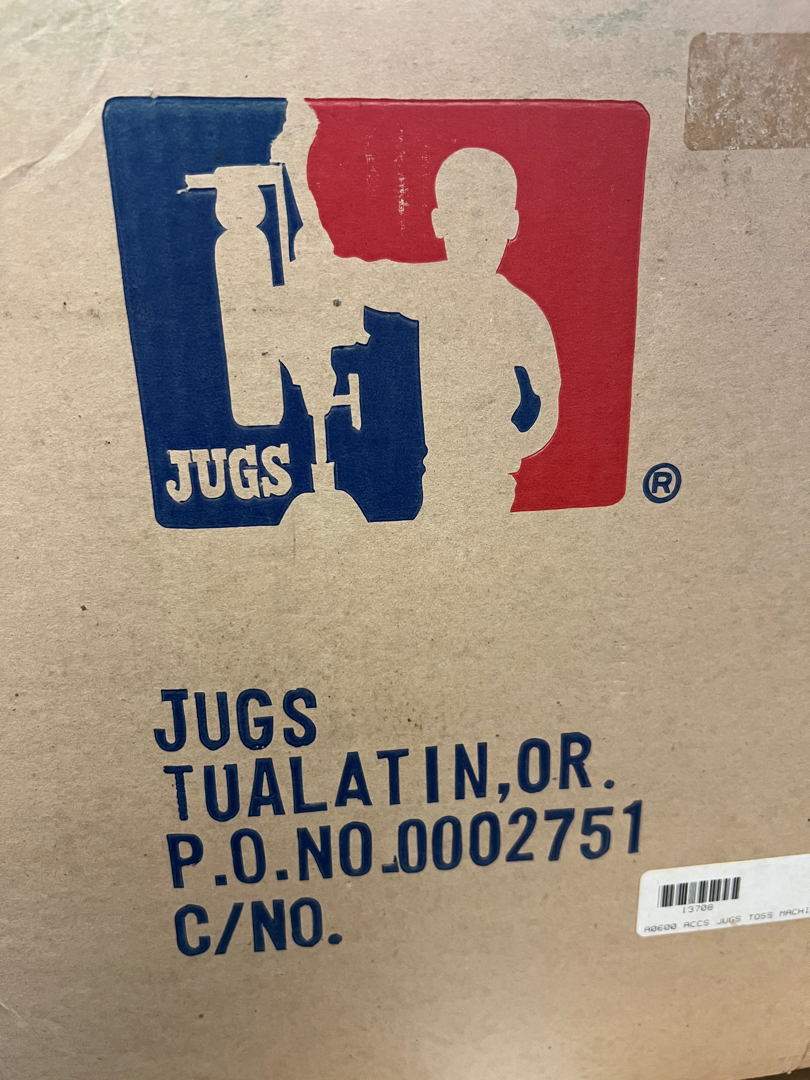 JUGS
®
JUGS
TUALATIN,OR.
P.O.NO.0002751
C/NO.
13708
A0600 ACCS JUGS TOSS MACHI